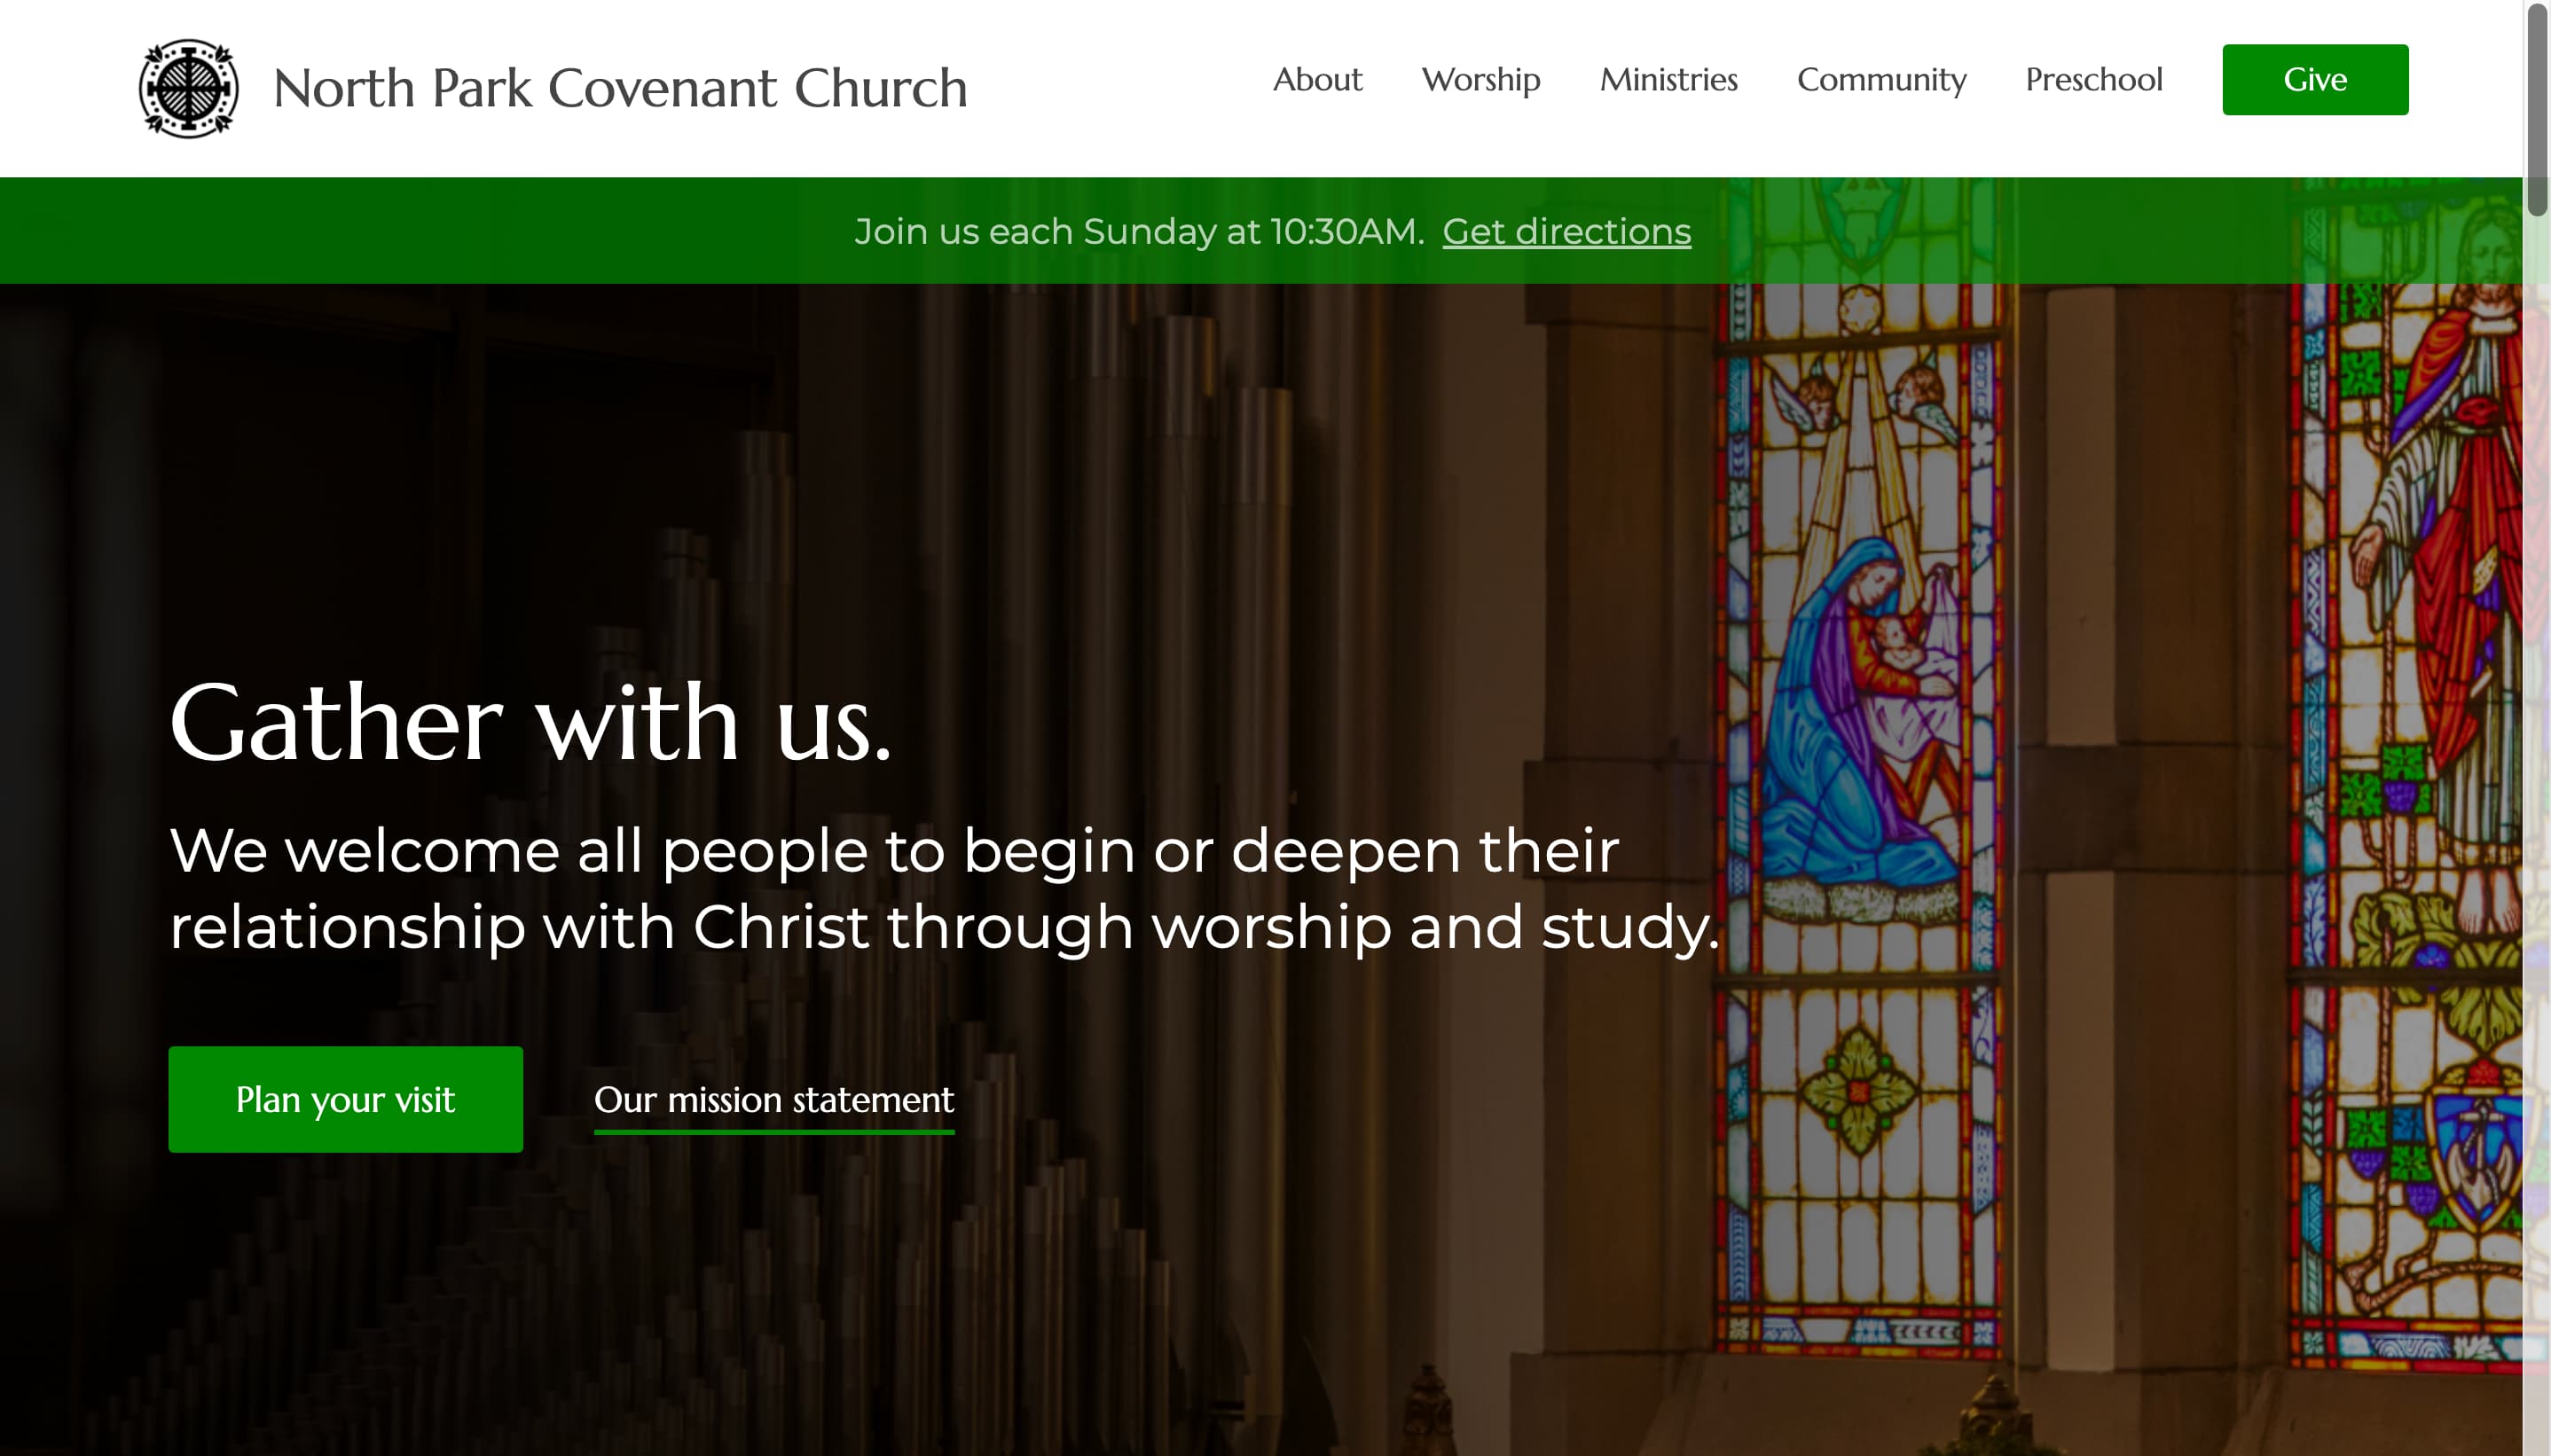 North Park Covenant Church
About Worship Ministries Community Preschool Give
Join us each Sunday at 10:30AM. Get directions
Gather with us.
We welcome all people to begin or deepen their
relationship with Christ through worship and study.
Plan your visit Our mission statement